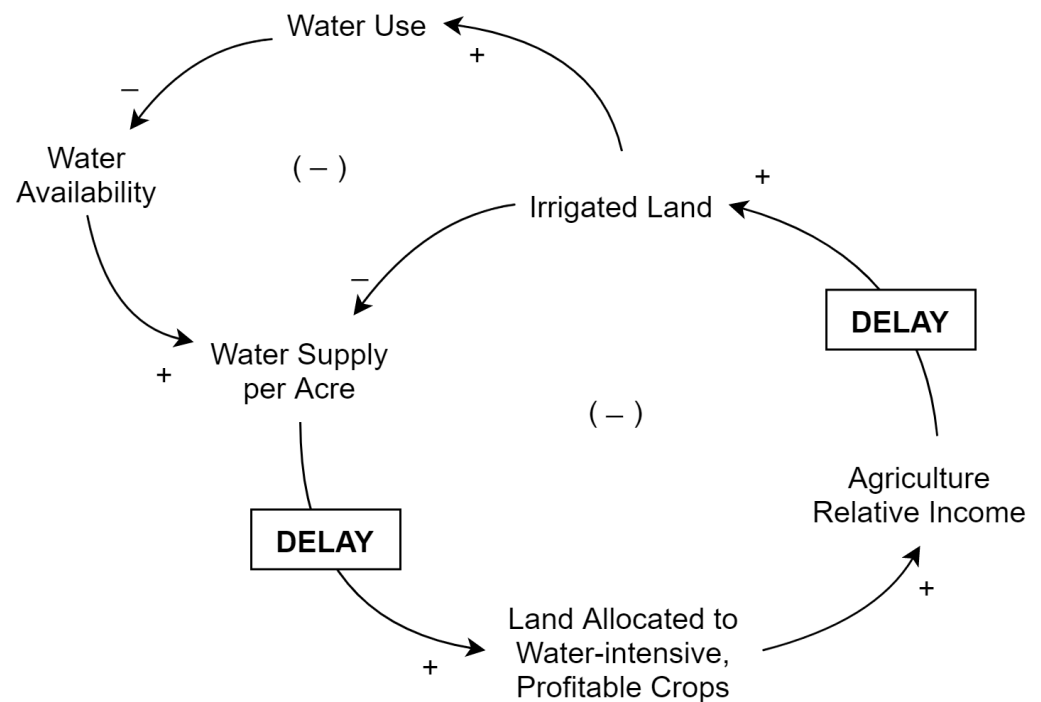 Water Use
+
–
Water
Availability
( – )
+
Irrigated Land
–
DELAY
Water Supply
per Acre
+
( – )
Agriculture
Relative Income
DELAY
+
Land Allocated to
Water-intensive,
Profitable Crops
+